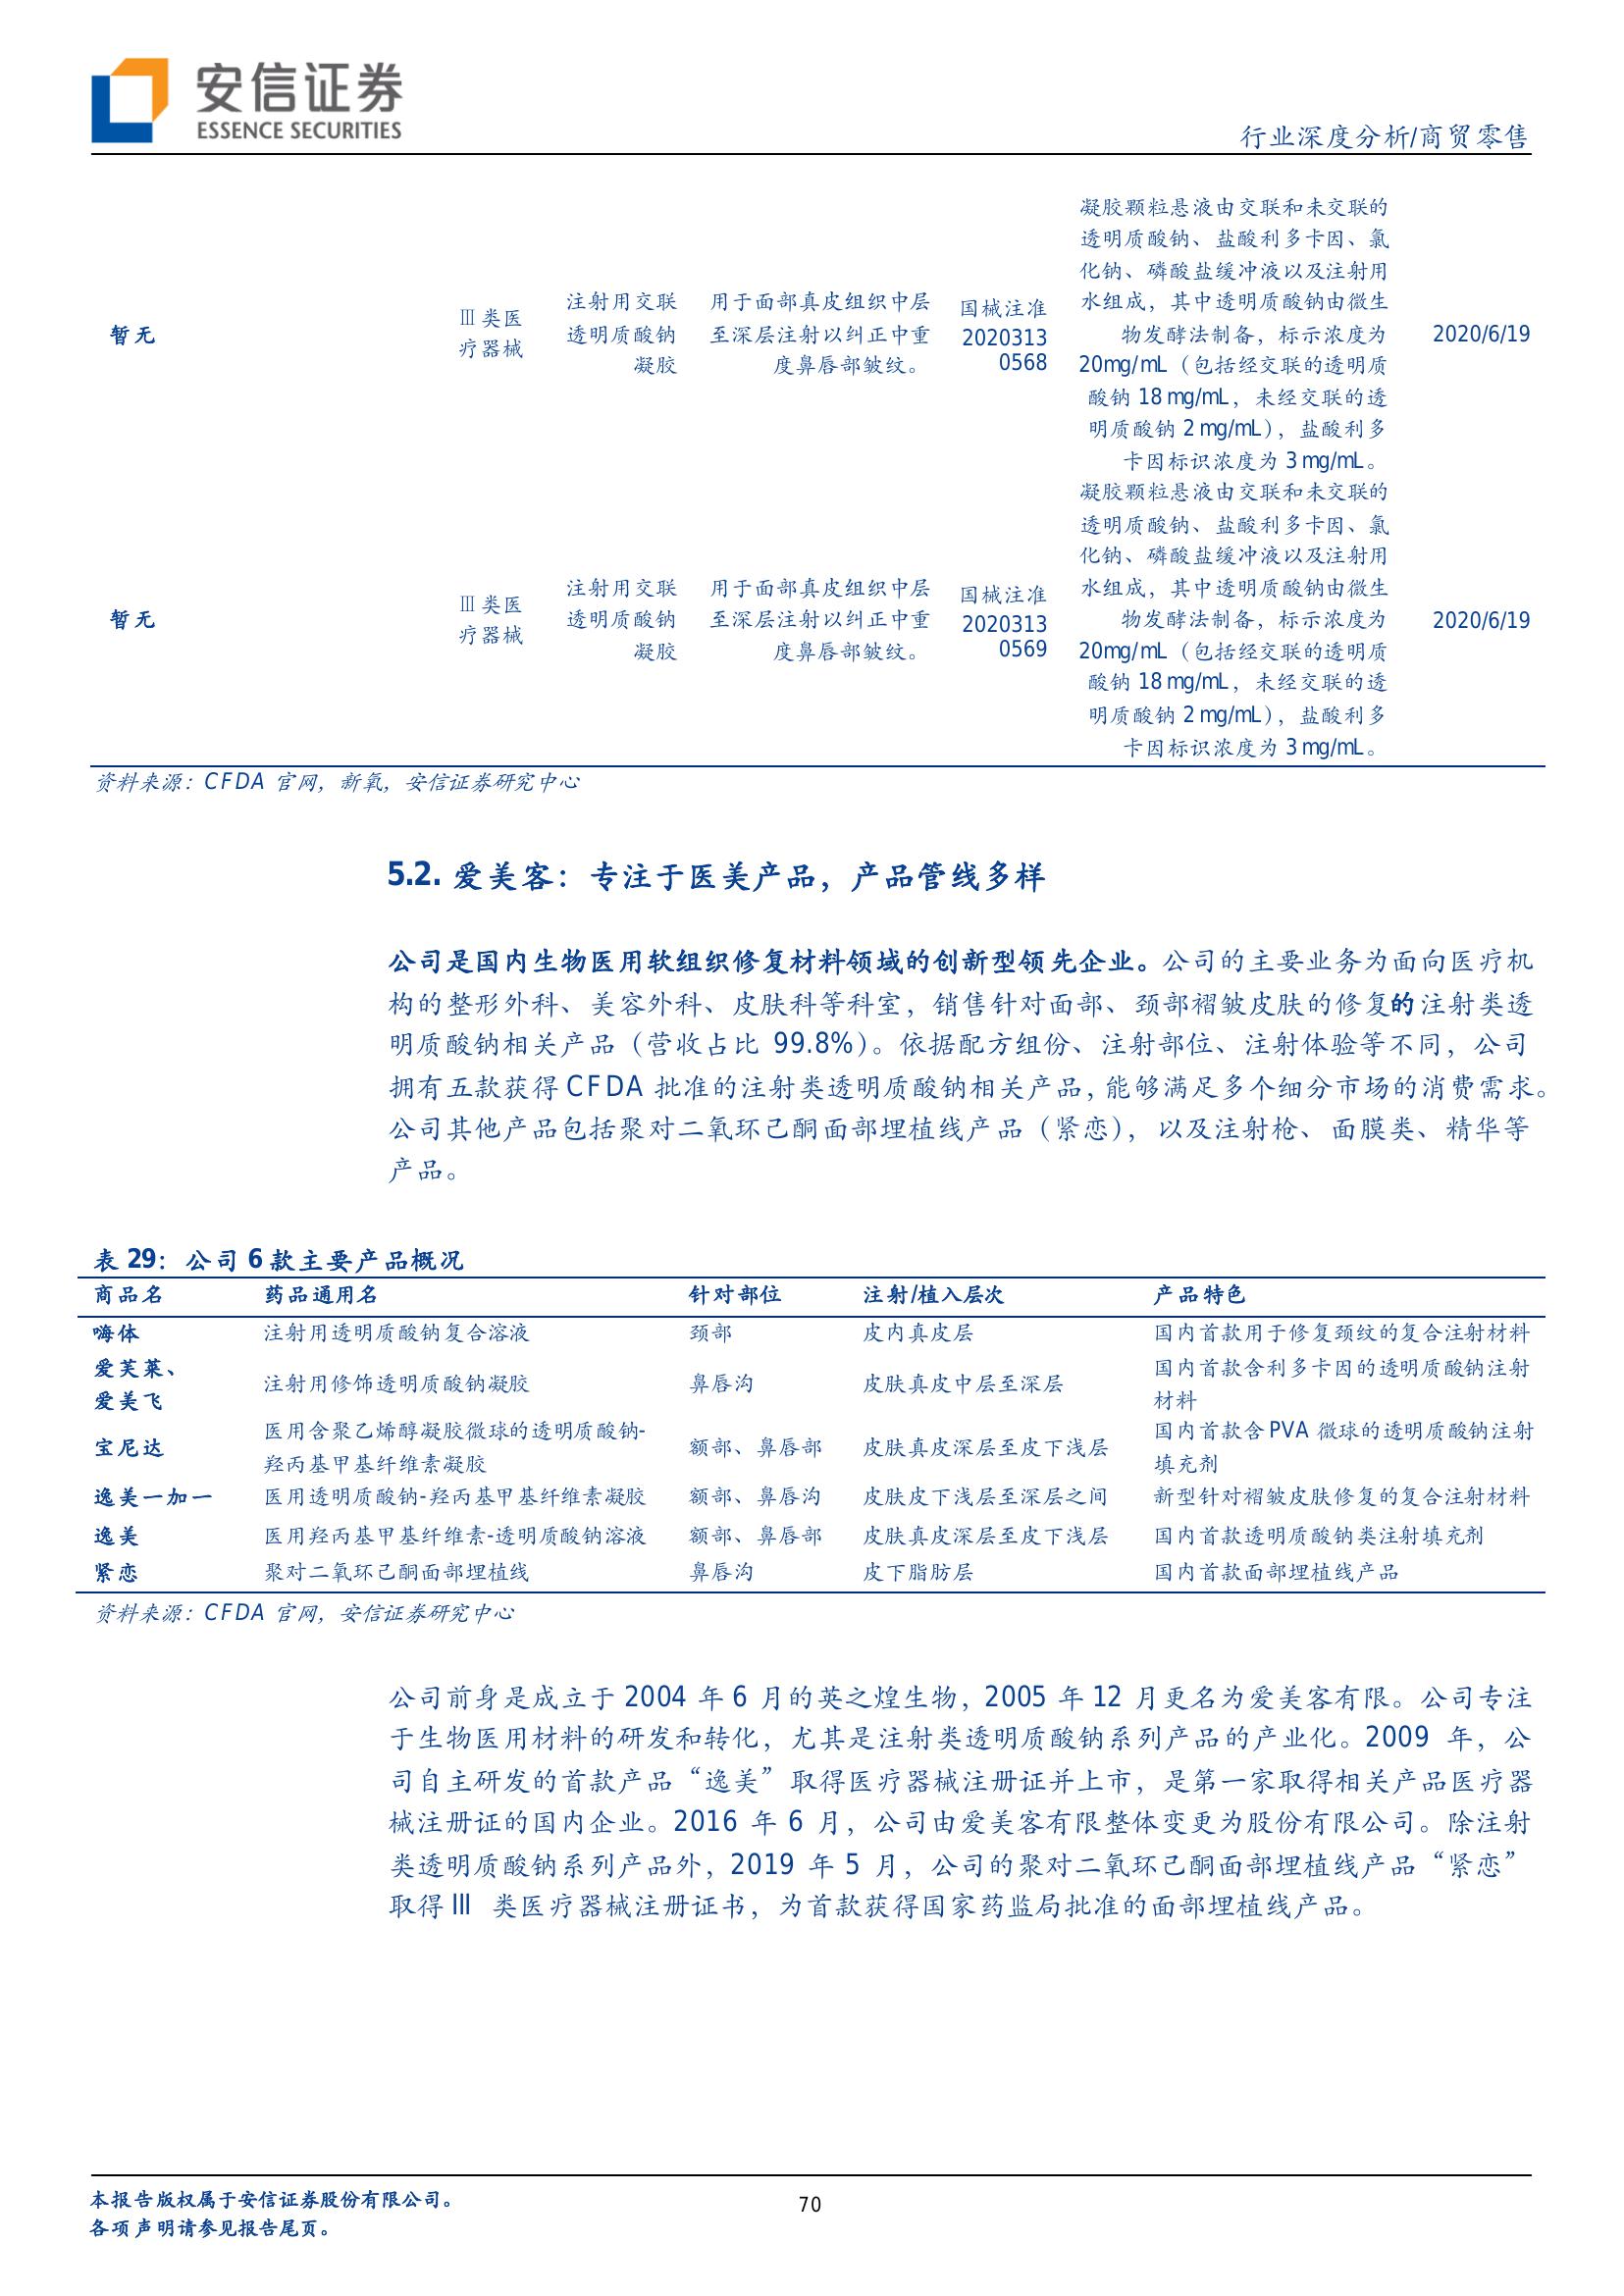 安信证券
ESSENCE SECURITIES
行业深度分析/商贸零售
暂无
Ⅲ 类医
疗器械
注射用交联
透明质酸钠
凝胶
用于面部真皮组织中层
至深层注射以纠正中重
度鼻唇部皱纹。
国械注准
2020313
0568
凝胶颗粒悬液由交联和未交联的
透明质酸钠、盐酸利多卡因、氯
化钠、磷酸盐缓冲液以及注射用
水组成，其中透明质酸钠由微生
物发酵法制备，标示浓度为
20mg/mL（包括经交联的透明质
酸钠 18 mg/mL，未经交联的透
明质酸钠 2 mg/mL），盐酸利多
卡因标识浓度为 3 mg/mL。
2020/6/19
暂无
Ⅲ 类医
疗器械
注射用交联
透明质酸钠
凝胶
用于面部真皮组织中层
至深层注射以纠正中重
度鼻唇部皱纹。
国械注准
2020313
0569
凝胶颗粒悬液由交联和未交联的
透明质酸钠、盐酸利多卡因、氯
化钠、磷酸盐缓冲液以及注射用
水组成，其中透明质酸钠由微生
物发酵法制备，标示浓度为
20mg/mL（包括经交联的透明质
酸钠 18 mg/mL，未经交联的透
明质酸钠 2 mg/mL），盐酸利多
卡因标识浓度为 3 mg/mL。
2020/6/19
资料来源：CFDA 官网，新氧，安信证券研究中心
5.2. 爱美客：专注于医美产品，产品管线多样
公司是国内生物医用软组织修复材料领域的创新型领先企业。公司的主要业务为面向医疗机
构的整形外科、美容外科、皮肤科等科室，销售针对面部、颈部褶皱皮肤的修复的注射类透
明质酸钠相关产品（营收占比 99.8%）。依据配方组份、注射部位、注射体验等不同，公司
拥有五款获得 CFDA 批准的注射类透明质酸钠相关产品，能够满足多个细分市场的消费需求。
公司其他产品包括聚对二氧环己酮面部埋植线产品（紧恋），以及注射枪、面膜类、精华等
产品。
表 29：公司 6 款主要产品概况
商品名 药品通用名 针对部位 注射/植入层次 产品特色
嗨体 注射用透明质酸钠复合溶液 颈部 皮内真皮层 国内首款用于修复颈纹的复合注射材料
爱芙莱、
爱美飞
注射用修饰透明质酸钠凝胶 鼻唇沟 皮肤真皮中层至深层
国内首款含利多卡因的透明质酸钠注射
材料
宝尼达
医用含聚乙烯醇凝胶微球的透明质酸钠-
羟丙基甲基纤维素凝胶
额部、鼻唇部 皮肤真皮深层至皮下浅层
国内首款含 PVA 微球的透明质酸钠注射
填充剂
逸美一加一 医用透明质酸钠-羟丙基甲基纤维素凝胶 额部、鼻唇沟 皮肤皮下浅层至深层之间 新型针对褶皱皮肤修复的复合注射材料
逸美 医用羟丙基甲基纤维素-透明质酸钠溶液 额部、鼻唇部 皮肤真皮深层至皮下浅层 国内首款透明质酸钠类注射填充剂
紧恋 聚对二氧环己酮面部埋植线 鼻唇沟 皮下脂肪层 国内首款面部埋植线产品
资料来源：CFDA 官网，安信证券研究中心
公司前身是成立于 2004 年 6 月的英之煌生物，2005 年 12 月更名为爱美客有限。公司专注
于生物医用材料的研发和转化，尤其是注射类透明质酸钠系列产品的产业化。2009 年，公
司自主研发的首款产品“逸美”取得医疗器械注册证并上市，是第一家取得相关产品医疗器
械注册证的国内企业。2016 年 6 月，公司由爱美客有限整体变更为股份有限公司。除注射
类透明质酸钠系列产品外，2019 年 5 月，公司的聚对二氧环己酮面部埋植线产品“紧恋”
取得 III 类医疗器械注册证书，为首款获得国家药监局批准的面部埋植线产品。
本报告版权属于安信证券股份有限公司。
各项声明请参见报告尾页。
70